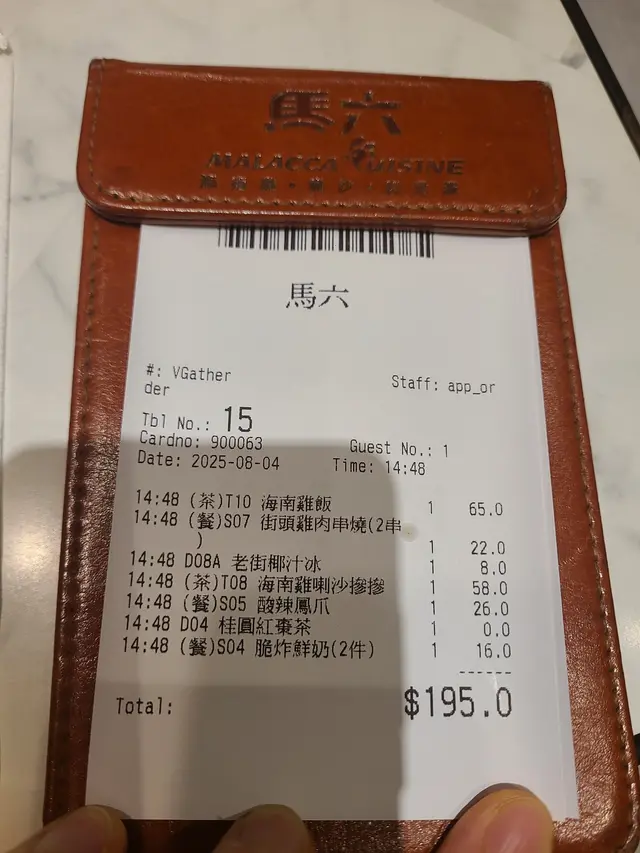 馬六
MALACCA CUISINE
馬六
#: VGather
der
Staff: app_or
Tbl No.: 15
Cardno: 900063
Guest No.: 1
Date: 2025-08-04
Time: 14:48
14:48 (茶)T10 海南雞飯 1 65.0
14:48 (餐)S07 街頭雞肉串燒(2串
) 1 22.0
14:48 D08A 老街椰汁冰 1 8.0
14:48 (茶)T08 海南雞喇沙摻摻 1 58.0
14:48 (餐)S05 酸辣鳳爪 1 26.0
14:48 D04 桂圓紅棗茶 1 0.0
14:48 (餐)S04 脆炸鮮奶(2件) 1 16.0
------
Total: $195.0